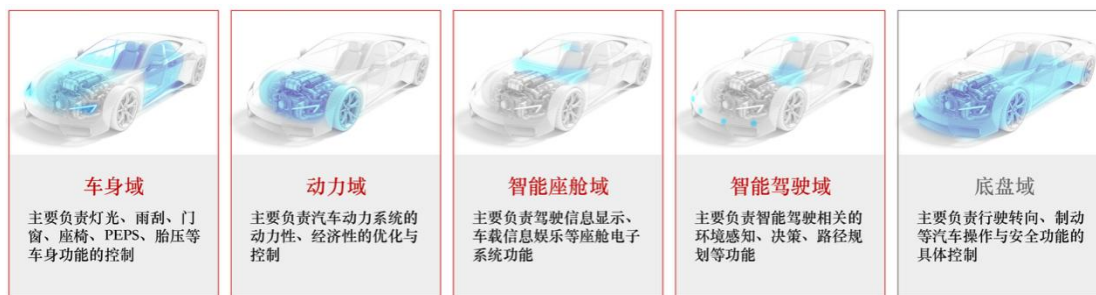 车身域
主要负责灯光、雨刮、门
窗、座椅、PEPS、胎压等
车身功能的控制
动力域
主要负责汽车动力系统的
动力性、经济性的优化与
控制
智能座舱域
主要负责驾驶信息显示、
车载信息娱乐等座舱电子
系统功能
智能驾驶域
主要负责智能驾驶相关的
环境感知、决策、路径规
划等功能
底盘域
主要负责行驶转向、制动
等汽车操作与安全功能的
具体控制